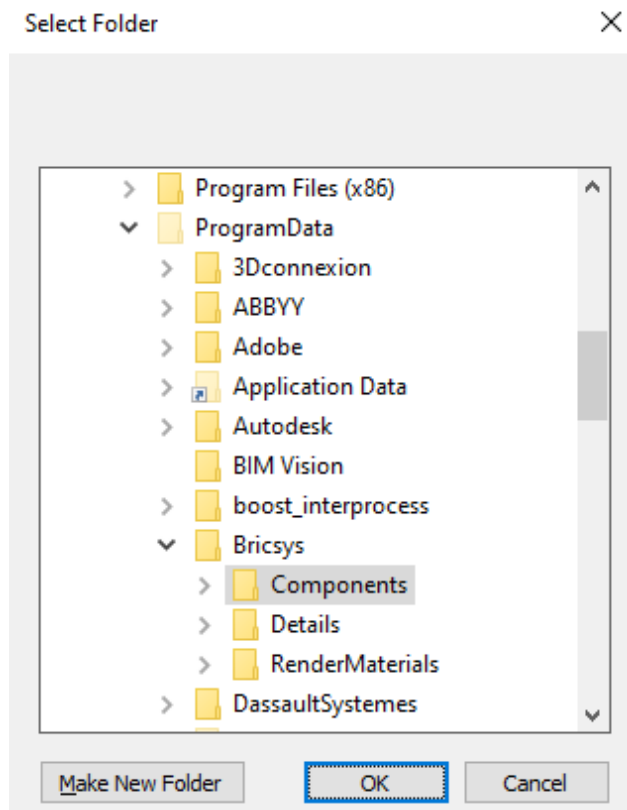 Select Folder
Program Files (x86)
ProgramData
3Dconnexion
ABBYY
Adobe
Application Data
Autodesk
BIM Vision
boost_interprocess
Bricsys
Components
Details
RenderMaterials
DassaultSystemes
Make New Folder OK Cancel